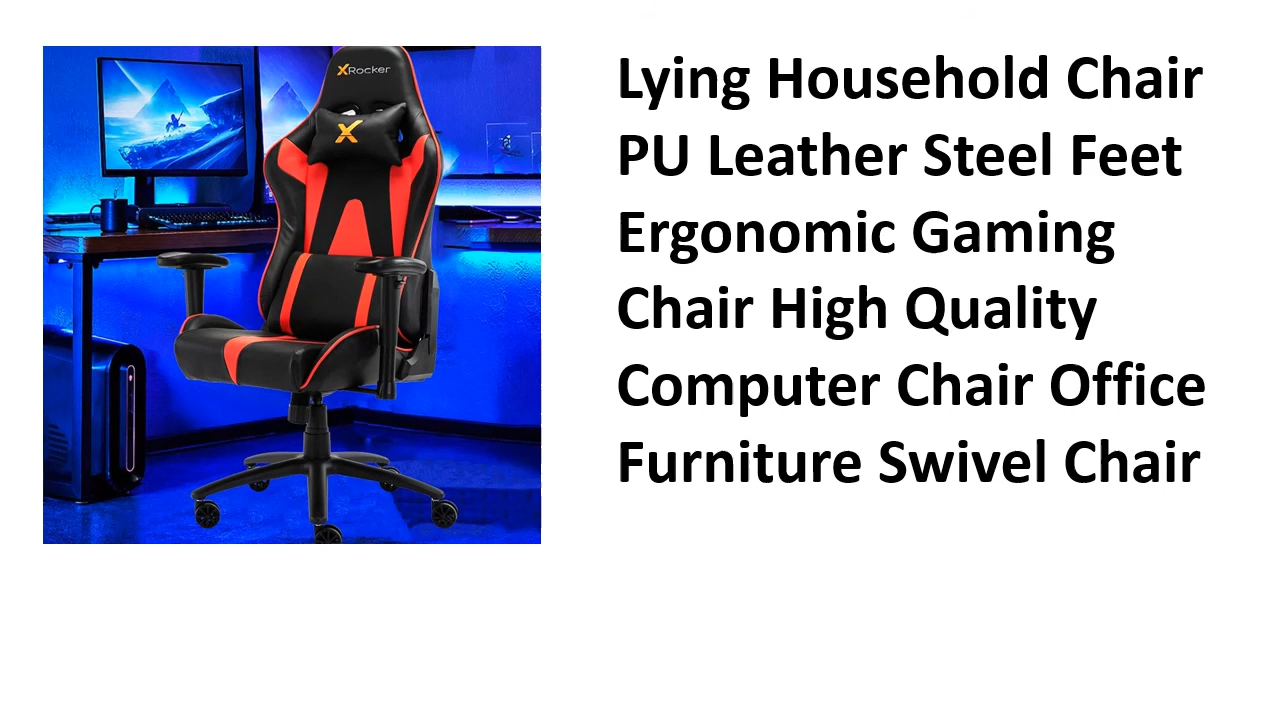 XRocker
X
Lying Household Chair
PU Leather Steel Feet
Ergonomic Gaming
Chair High Quality
Computer Chair Office
Furniture Swivel Chair